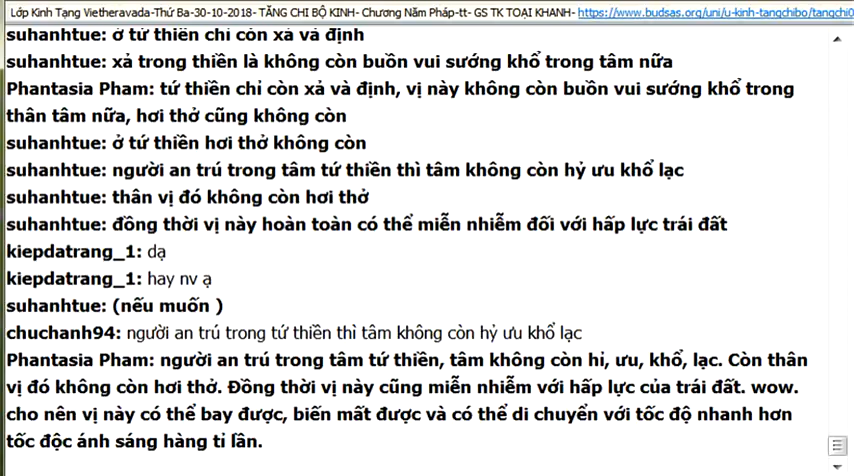 Lớp Kinh Tạng Vietheravada-Thứ Ba-30-10-2018- TĂNG CHI BỘ KINH- Chương Năm Pháp-tt- GS TK TOẠI KHANH- https://www.budsas.org/uni/u-kinh-tangchibo/tangchi0
suhanhtue: ở tứ thiền chỉ còn xả và định
suhanhtue: xả trong thiền là không còn buồn vui sướng khổ trong tâm nữa
Phantasia Pham: tứ thiền chỉ còn xả và định, vị này không còn buồn vui sướng khổ trong
thân tâm nữa, hơi thở cũng không còn
suhanhtue: ở tứ thiền hơi thở không còn
suhanhtue: người an trú trong tâm tứ thiền thì tâm không còn hỷ ưu khổ lạc
suhanhtue: thân vị đó không còn hơi thở
suhanhtue: đồng thời vị này hoàn toàn có thể miễn nhiễm đối với hấp lực trái đất
kiepdatrang_1: dạ
kiepdatrang_1: hay nv ạ
suhanhtue: (nếu muốn )
chuchanh94: người an trú trong tứ thiền thì tâm không còn hỷ ưu khổ lạc
Phantasia Pham: người an trú trong tâm tứ thiền, tâm không còn hỉ, ưu, khổ, lạc. Còn thân
vị đó không còn hơi thở. Đồng thời vị này cũng miễn nhiễm với hấp lực của trái đất. wow.
cho nên vị này có thể bay được, biến mất được và có thể di chuyển với tốc độ nhanh hơn
tốc độc ánh sáng hàng tỉ lần.